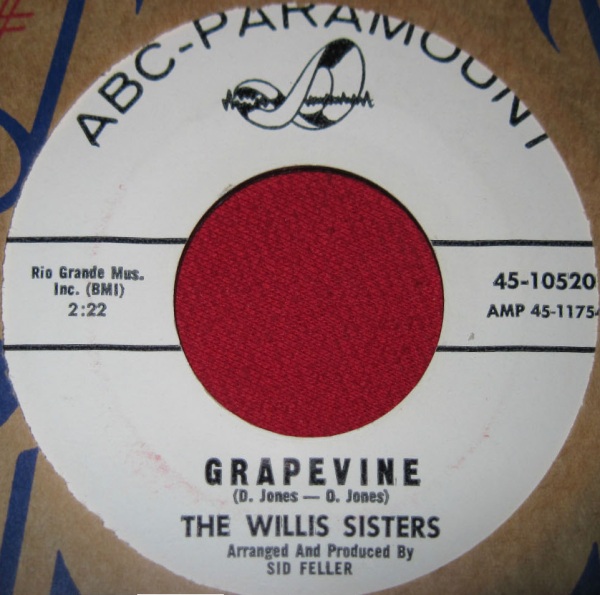 ABC-PARAMOUNT
Rio Grande Mus.
Inc. (BMI)
2:22
45-10520
AMP 45-11754
GRAPEVINE
(D. Jones — O. Jones)
THE WILLIS SISTERS
Arranged And Produced By
SID FELLER